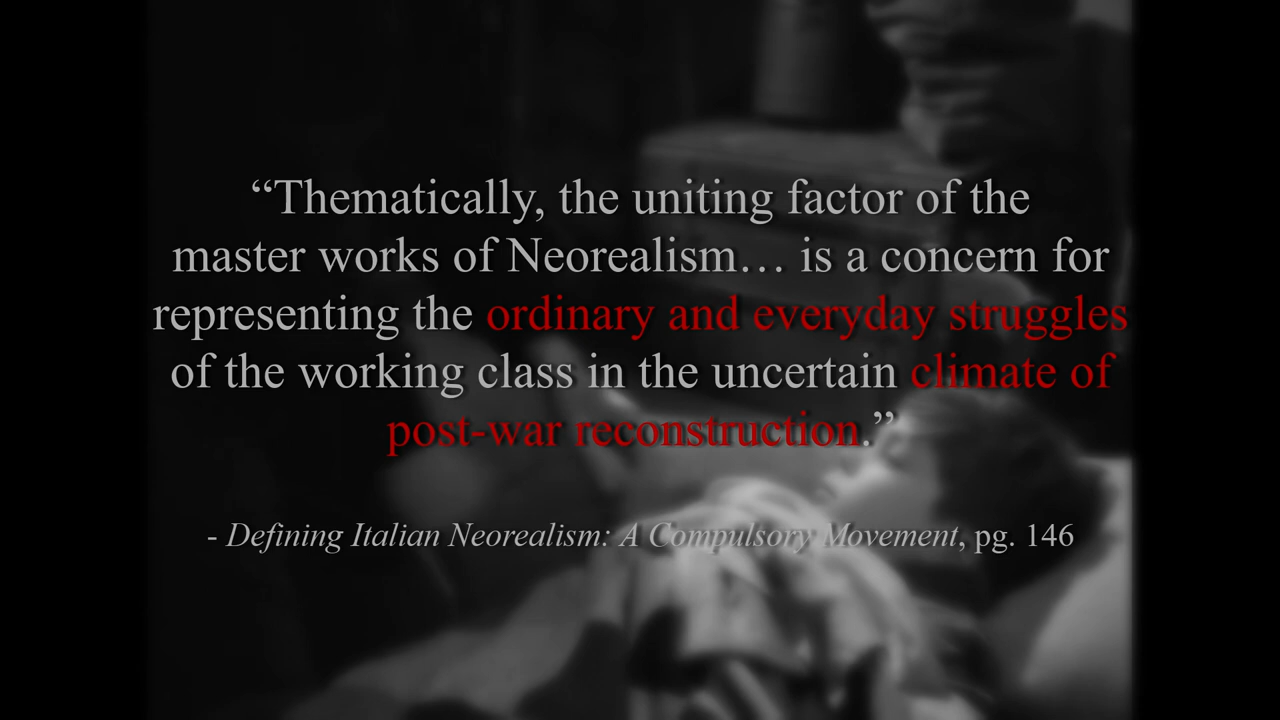 “Thematically, the uniting factor of the
master works of Neorealism… is a concern for
representing the ordinary and everyday struggles
of the working class in the uncertain climate of
post-war reconstruction.”
- Defining Italian Neorealism: A Compulsory Movement, pg. 146